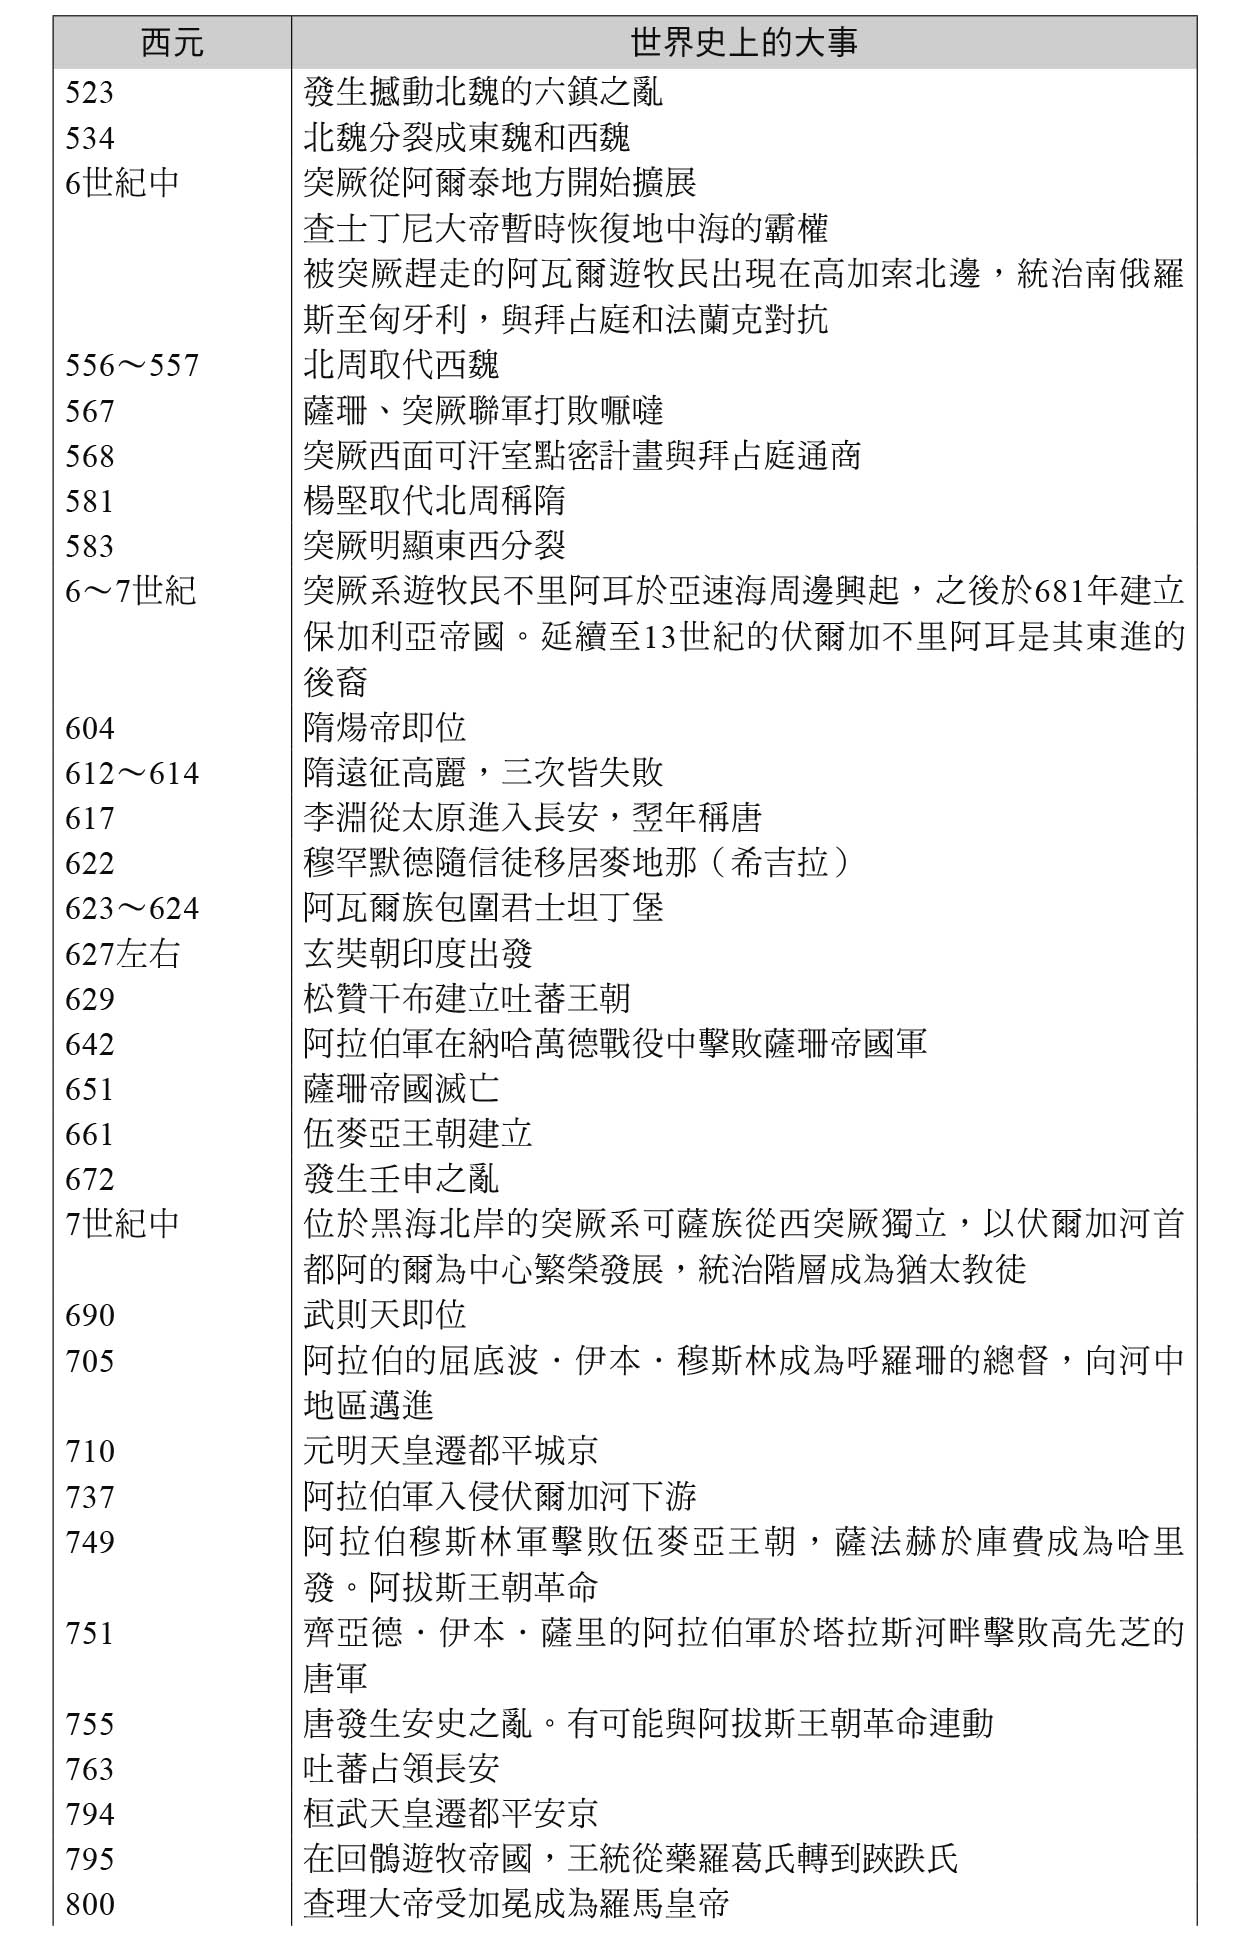 西元 世界史上的大事
523 發生撼動北魏的六鎮之亂
534 北魏分裂成東魏和西魏
6世紀中 突厥從阿爾泰地方開始擴展
查士丁尼大帝暫時恢復地中海的霸權
被突厥趕走的阿瓦爾遊牧民出現在高加索北邊，統治南俄羅
斯至匈牙利，與拜占庭和法蘭克對抗
556～557 北周取代西魏
567 薩珊、突厥聯軍打敗嚈噠
568 突厥西面可汗室點密計畫與拜占庭通商
581 楊堅取代北周稱隋
583 突厥明顯東西分裂
6～7世紀 突厥系遊牧民不里阿耳於亞速海周邊興起，之後於681年建立
保加利亞帝國。延續至13世紀的伏爾加不里阿耳是其東進的
後裔
604 隋煬帝即位
612～614 隋遠征高麗，三次皆失敗
617 李淵從太原進入長安，翌年稱唐
622 穆罕默德隨信徒移居麥地那（希吉拉）
623～624 阿瓦爾族包圍君士坦丁堡
627左右 玄奘朝印度出發
629 松贊干布建立吐蕃王朝
642 阿拉伯軍在納哈萬德戰役中擊敗薩珊帝國軍
651 薩珊帝國滅亡
661 伍麥亞王朝建立
672 發生壬申之亂
7世紀中 位於黑海北岸的突厥系可薩族從西突厥獨立，以伏爾加河首
都阿的爾為中心繁榮發展，統治階層成為猶太教徒
690 武則天即位
705 阿拉伯的屈底波．伊本．穆斯林成為呼羅珊的總督，向河中
地區邁進
710 元明天皇遷都平城京
737 阿拉伯軍入侵伏爾加河下游
749 阿拉伯穆斯林軍擊敗伍麥亞王朝，薩法赫於庫費成為哈里
發。阿拔斯王朝革命
751 齊亞德．伊本．薩里的阿拉伯軍於塔拉斯河畔擊敗高先芝的
唐軍
755 唐發生安史之亂。有可能與阿拔斯王朝革命連動
763 吐蕃占領長安
794 桓武天皇遷都平安京
795 在回鶻遊牧帝國，王統從藥羅葛氏轉到𨁂跌氏
800 查理大帝受加冕成為羅馬皇帝